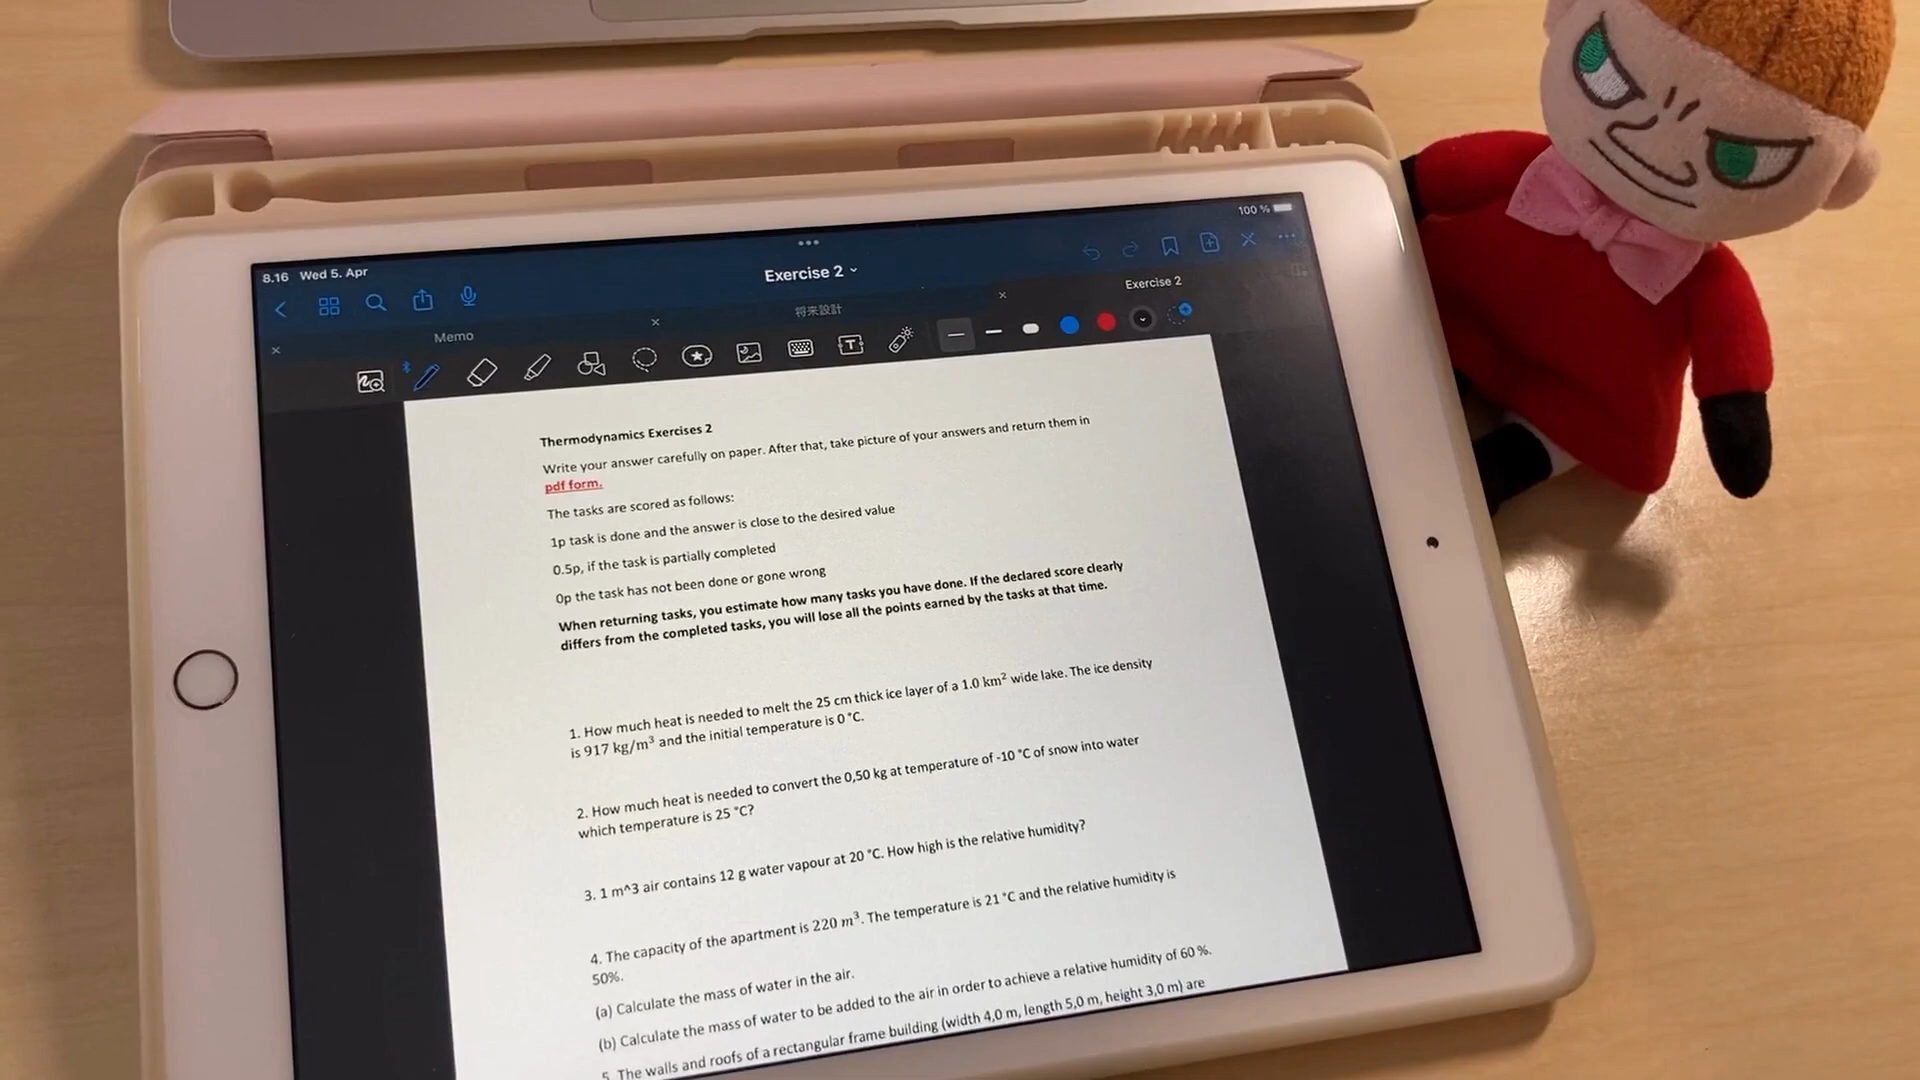 8.16 Wed 5. Apr
100 %
Exercise 2
Memo
将来設計
Exercise 2
T
Thermodynamics Exercises 2
Write your answer carefully on paper. After that, take picture of your answers and return them in
pdf form.
The tasks are scored as follows:
1p task is done and the answer is close to the desired value
0.5p, if the task is partially completed
0p the task has not been done or gone wrong
When returning tasks, you estimate how many tasks you have done. If the declared score clearly
differs from the completed tasks, you will lose all the points earned by the tasks at that time.
1. How much heat is needed to melt the 25 cm thick ice layer of a 1.0 km² wide lake. The ice density
is 917 kg/m³ and the initial temperature is 0 °C.
2. How much heat is needed to convert the 0,50 kg at temperature of -10 °C of snow into water
which temperature is 25 °C?
3. 1 m^3 air contains 12 g water vapour at 20 °C. How high is the relative humidity?
4. The capacity of the apartment is 220 m³. The temperature is 21 °C and the relative humidity is
50%.
(a) Calculate the mass of water in the air.
(b) Calculate the mass of water to be added to the air in order to achieve a relative humidity of 60 %.
5. The walls and roofs of a rectangular frame building (width 4,0 m, length 5,0 m, height 3,0 m) are